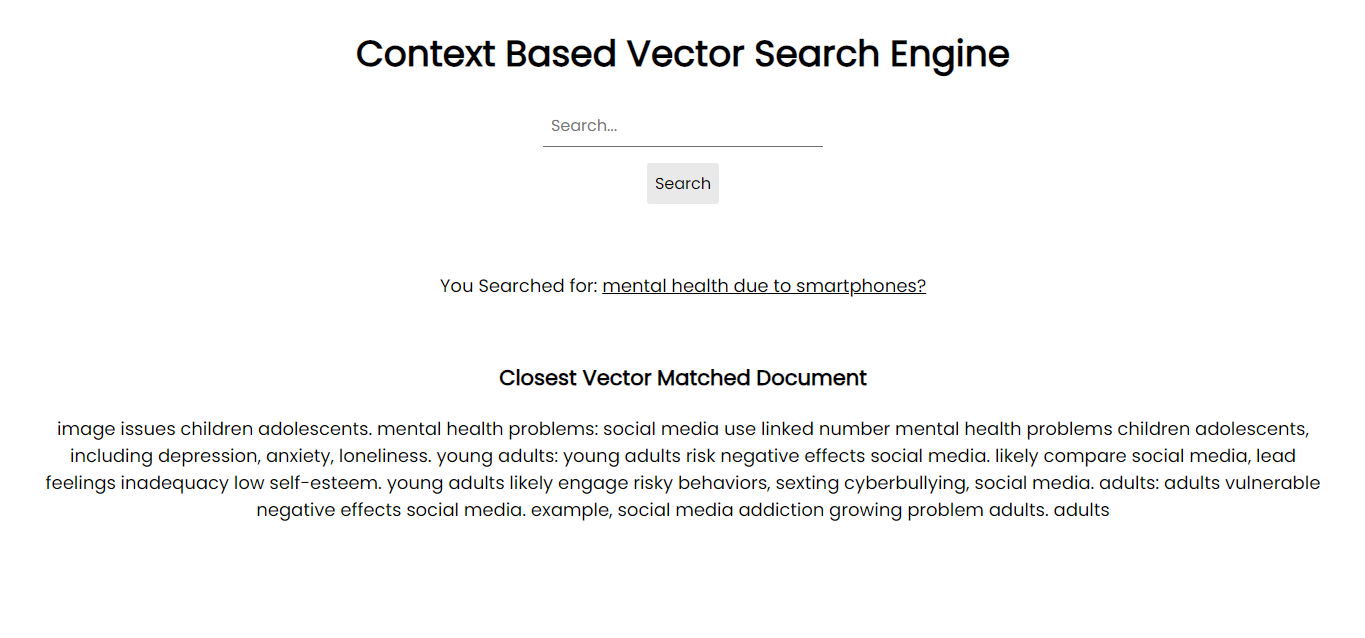 Context Based Vector Search Engine
Search...
Search
You Searched for: mental health due to smartphones?
Closest Vector Matched Document
image issues children adolescents. mental health problems: social media use linked number mental health problems children adolescents,
including depression, anxiety, loneliness. young adults: young adults risk negative effects social media. likely compare social media, lead
feelings inadequacy low self-esteem. young adults likely engage risky behaviors, sexting cyberbullying, social media. adults: adults vulnerable
negative effects social media. example, social media addiction growing problem adults. adults